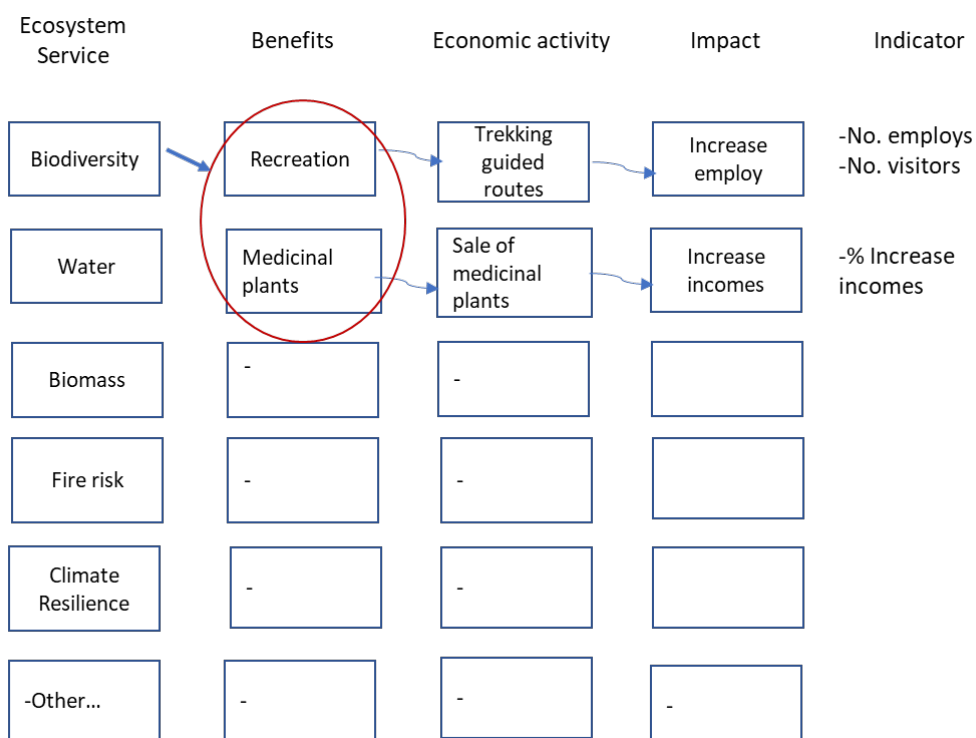 Ecosystem
Service
Benefits
Economic activity
Impact
Indicator
Biodiversity
Recreation
Trekking
guided
routes
Increase
employ
-No. employs
-No. visitors
Water
Medicinal
plants
Sale of
medicinal
plants
Increase
incomes
-% Increase
incomes
Biomass
-
-
Fire risk
-
-
Climate
Resilience
-
-
-Other...
-
-
-